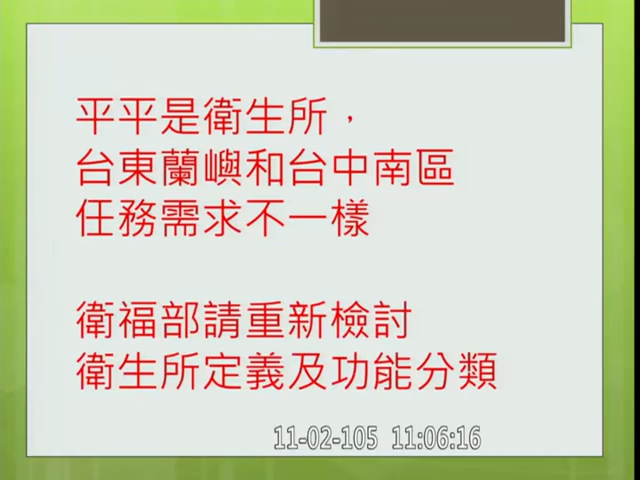 平平是衛生所，
台東蘭嶼和台中南區
任務需求不一樣
衛福部請重新檢討
衛生所定義及功能分類
11-02-105 11:06:16